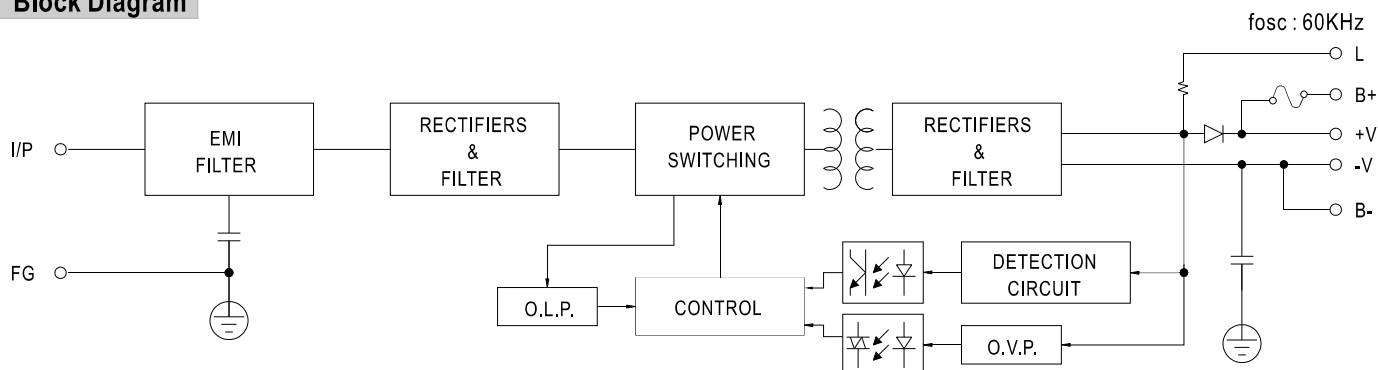 Block Diagram
fosc : 60KHz
L
B+
+V
-V
B-
I/P
EMI
FILTER
RECTIFIERS
&
FILTER
POWER
SWITCHING
RECTIFIERS
&
FILTER
FG
O.L.P.
CONTROL
DETECTION
CIRCUIT
O.V.P.